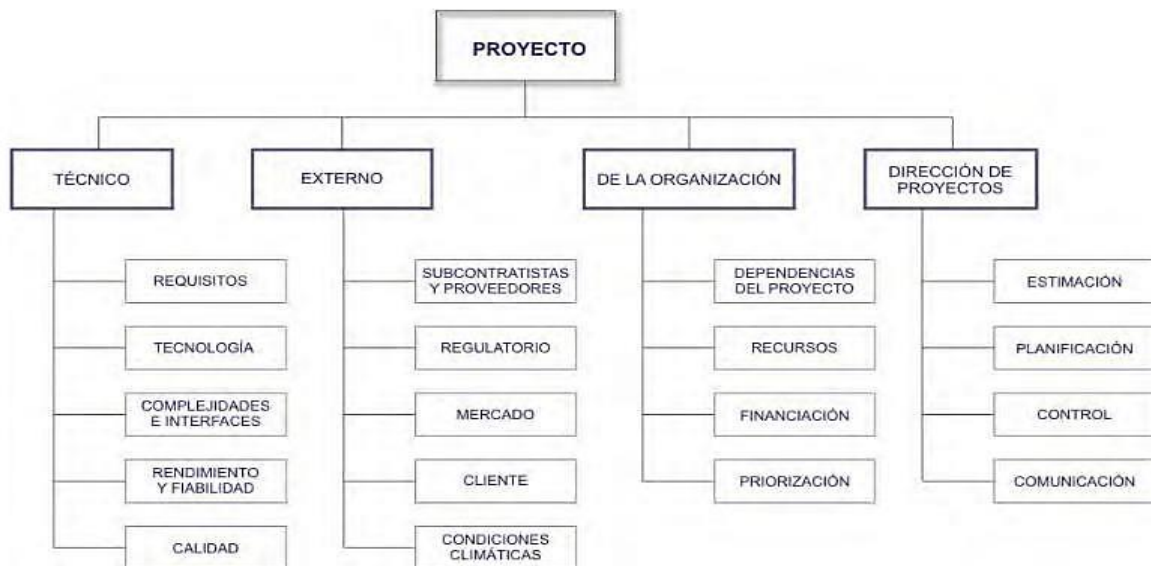 PROYECTO
TÉCNICO
EXTERNO
DE LA ORGANIZACIÓN
DIRECCIÓN DE
PROYECTOS
REQUISITOS
TECNOLOGÍA
COMPLEJIDADES
E INTERFACES
RENDIMIENTO
Y FIABILIDAD
CALIDAD
SUBCONTRATISTAS
Y PROVEEDORES
REGULATORIO
MERCADO
CLIENTE
CONDICIONES
CLIMÁTICAS
DEPENDENCIAS
DEL PROYECTO
RECURSOS
FINANCIACIÓN
PRIORIZACIÓN
ESTIMACIÓN
PLANIFICACIÓN
CONTROL
COMUNICACIÓN